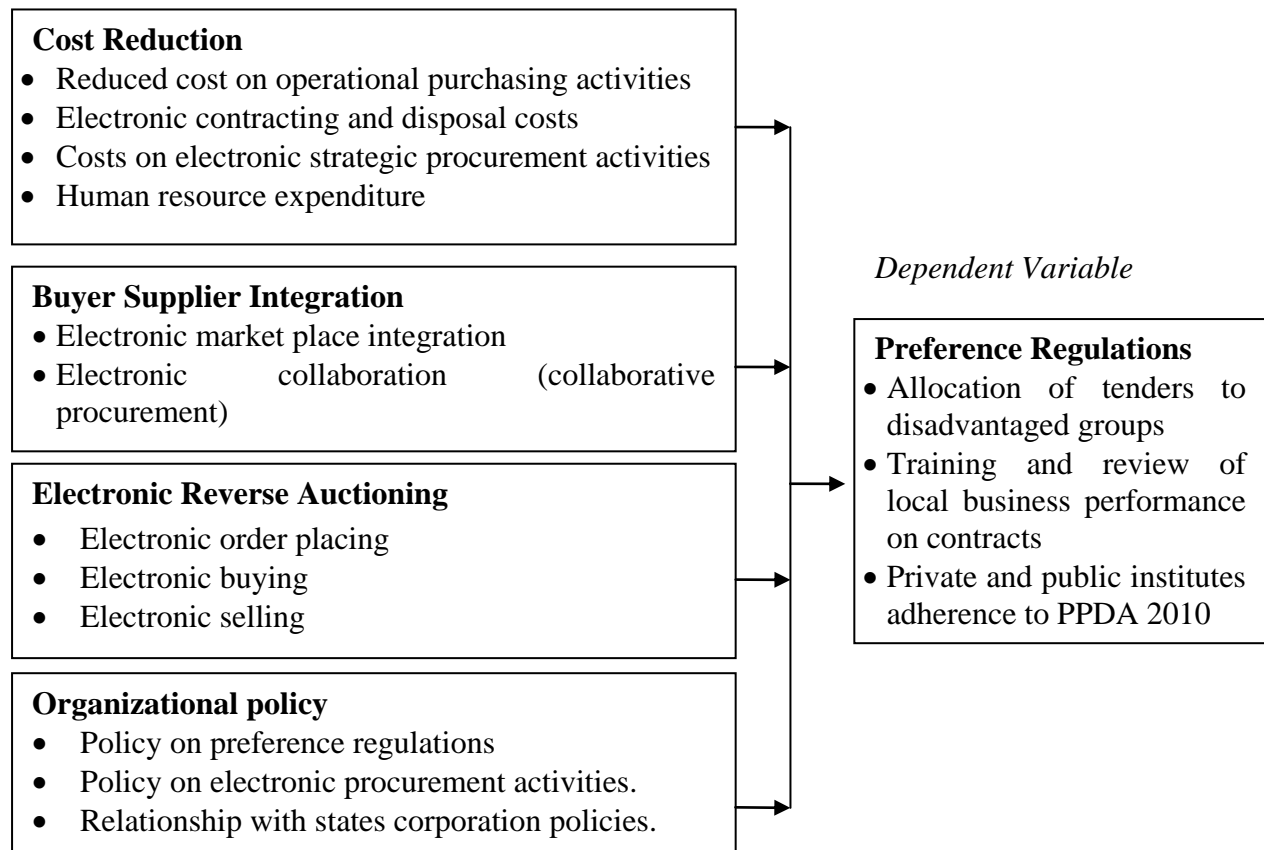 Cost Reduction
• Reduced cost on operational purchasing activities
• Electronic contracting and disposal costs
• Costs on electronic strategic procurement activities
• Human resource expenditure
Buyer Supplier Integration
• Electronic market place integration
• Electronic collaboration (collaborative
procurement)
Electronic Reverse Auctioning
• Electronic order placing
• Electronic buying
• Electronic selling
Organizational policy
• Policy on preference regulations
• Policy on electronic procurement activities.
• Relationship with states corporation policies.
Dependent Variable
Preference Regulations
• Allocation of tenders to
disadvantaged groups
• Training and review of
local business performance
on contracts
• Private and public institutes
adherence to PPDA 2010